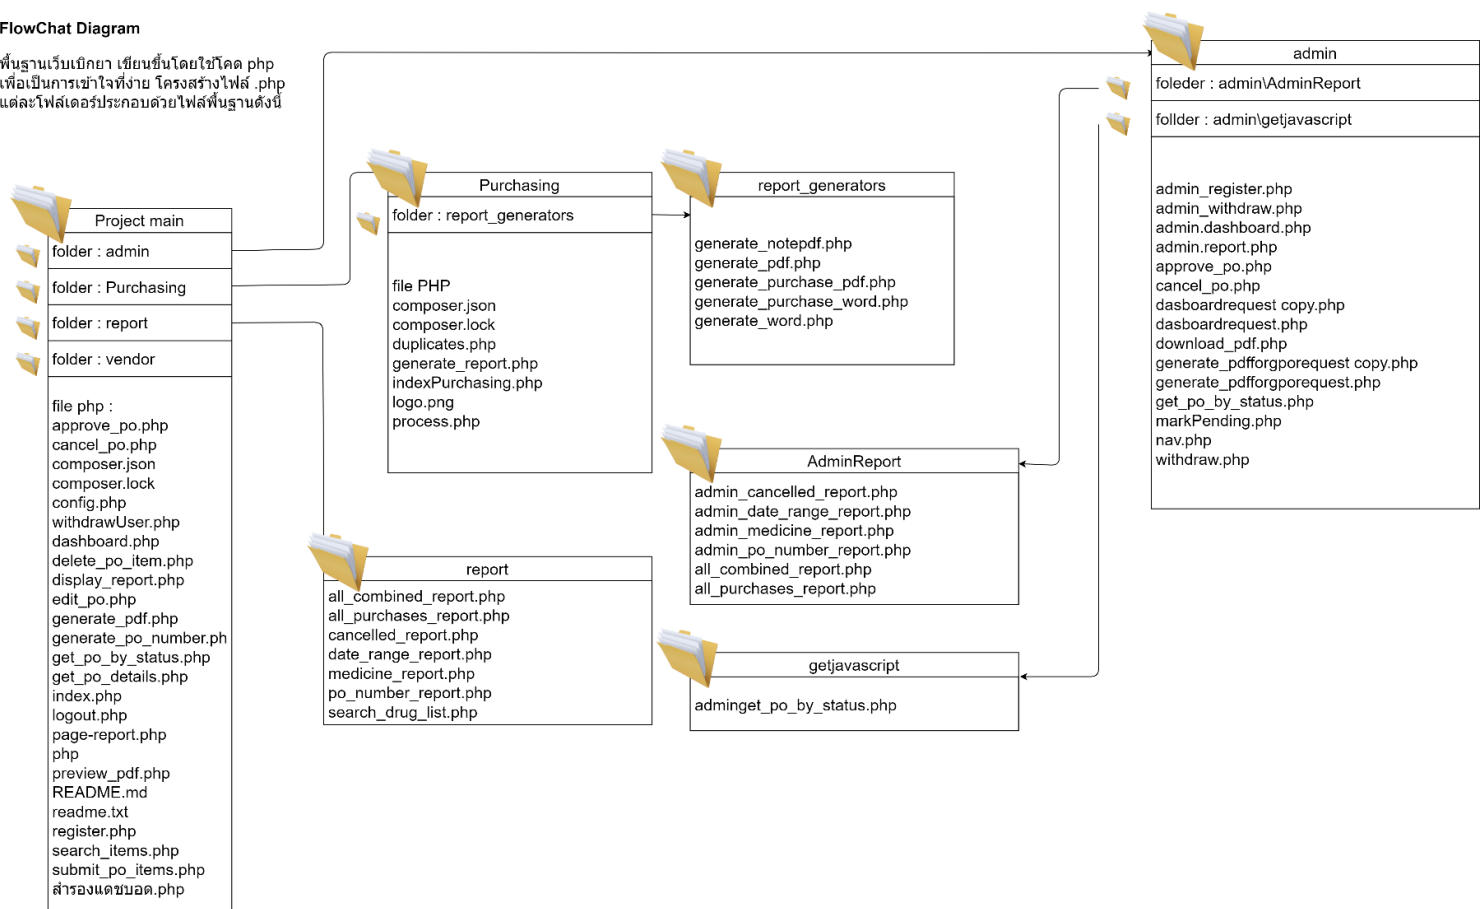 FlowChat Diagram
พื้นฐานเว็บเบิกยา เขียนขึ้นโดยใช้โคด php
เพื่อเป็นการเข้าใจที่ง่าย โครงสร้างไฟล์ .php
แต่ละโฟล์เดอร์ประกอบด้วยไฟล์พื้นฐานดังนี้
Project main
folder : admin
folder : Purchasing
folder : report
folder : vendor
file php :
approve_po.php
cancel_po.php
composer.json
composer.lock
config.php
withdrawUser.php
dashboard.php
delete_po_item.php
display_report.php
edit_po.php
generate_pdf.php
generate_po_number.ph
get_po_by_status.php
get_po_details.php
index.php
logout.php
page-report.php
php
preview_pdf.php
README.md
readme.txt
register.php
search_items.php
submit_po_items.php
สำรองแดชบอด.php
Purchasing
folder : report_generators
file PHP
composer.json
composer.lock
duplicates.php
generate_report.php
indexPurchasing.php
logo.png
process.php
report_generators
generate_notepdf.php
generate_pdf.php
generate_purchase_pdf.php
generate_purchase_word.php
generate_word.php
report
all_combined_report.php
all_purchases_report.php
cancelled_report.php
date_range_report.php
medicine_report.php
po_number_report.php
search_drug_list.php
AdminReport
admin_cancelled_report.php
admin_date_range_report.php
admin_medicine_report.php
admin_po_number_report.php
all_combined_report.php
all_purchases_report.php
getjavascript
adminget_po_by_status.php
admin
foleder : admin\AdminReport
follder : admin\getjavascript
admin_register.php
admin_withdraw.php
admin.dashboard.php
admin.report.php
approve_po.php
cancel_po.php
dasboardrequest copy.php
dasboardrequest.php
download_pdf.php
generate_pdfforgporequest copy.php
generate_pdfforgporequest.php
get_po_by_status.php
markPending.php
nav.php
withdraw.php